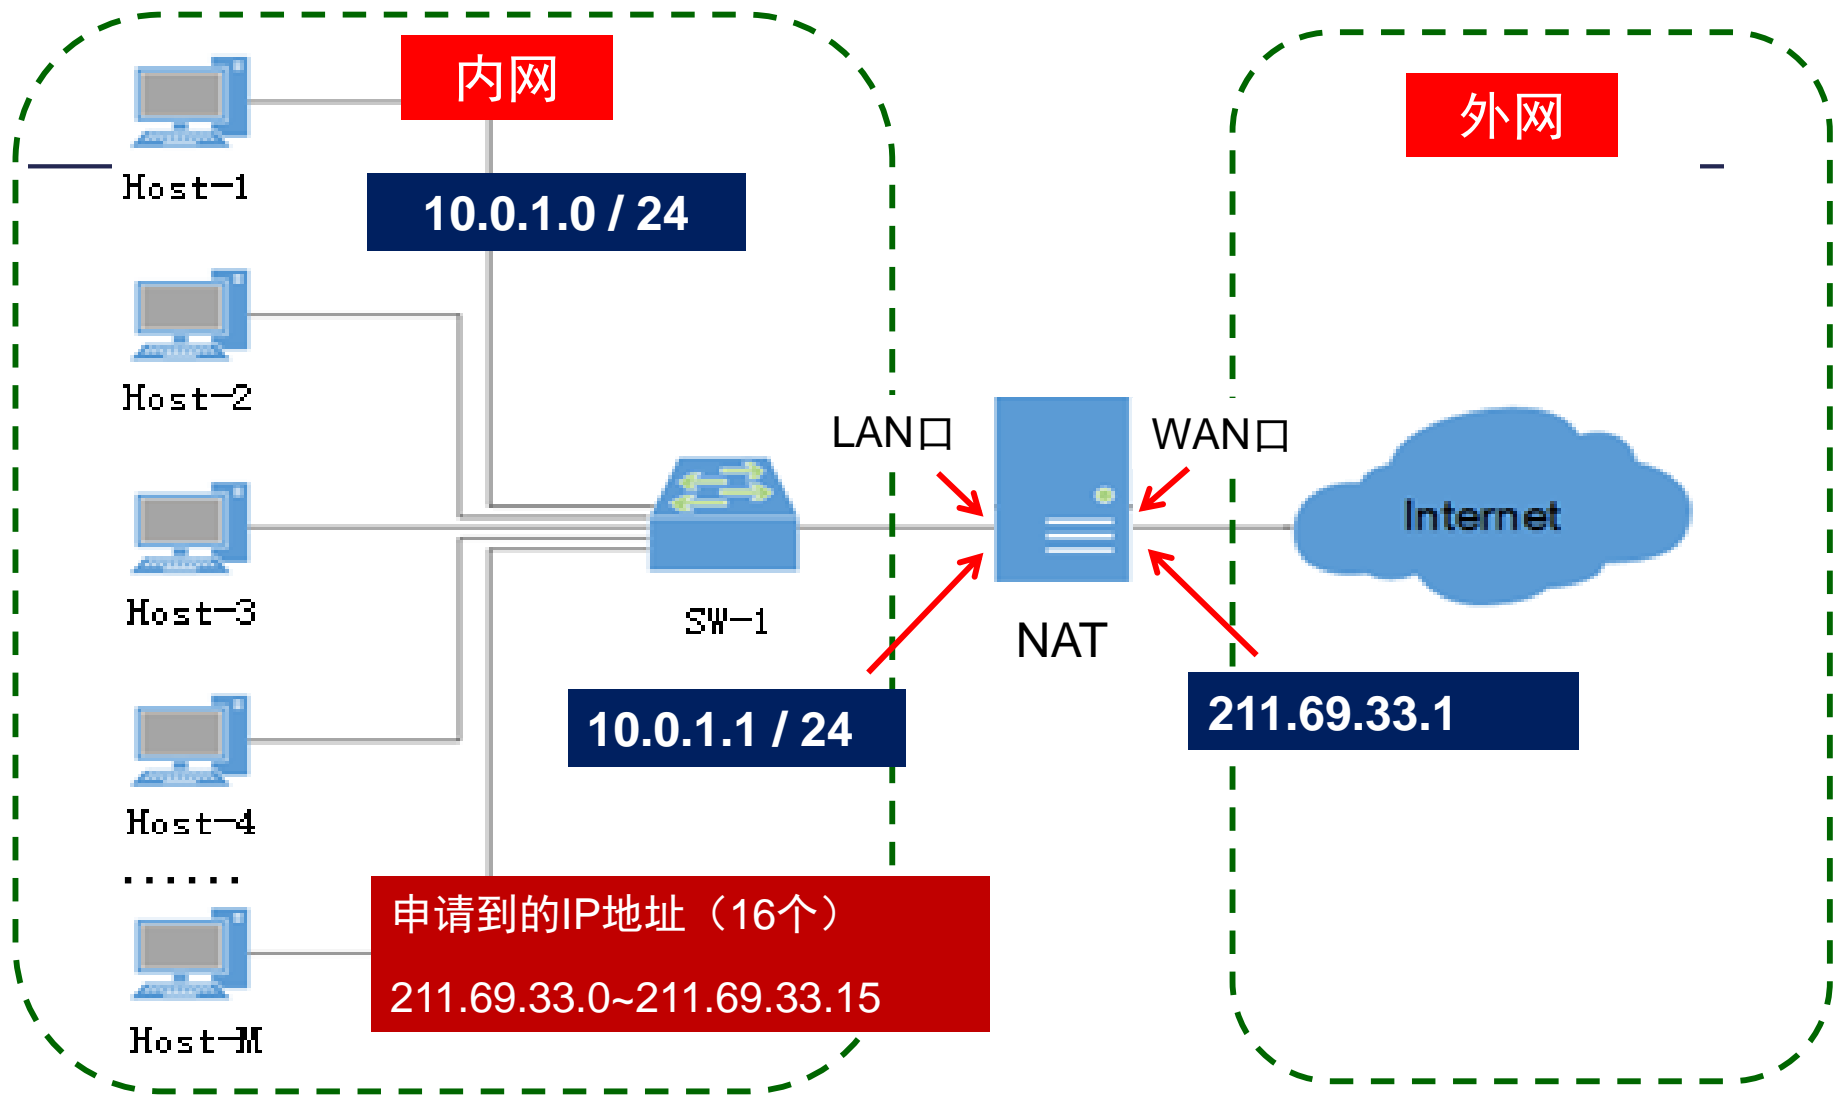 内网
外网
Host-1
10.0.1.0 / 24
Host-2
LAN口
WAN口
Internet
Host-3
SW-1
NAT
10.0.1.1 / 24
211.69.33.1
Host-4
......
申请到的IP地址（16个）
211.69.33.0~211.69.33.15
Host-M